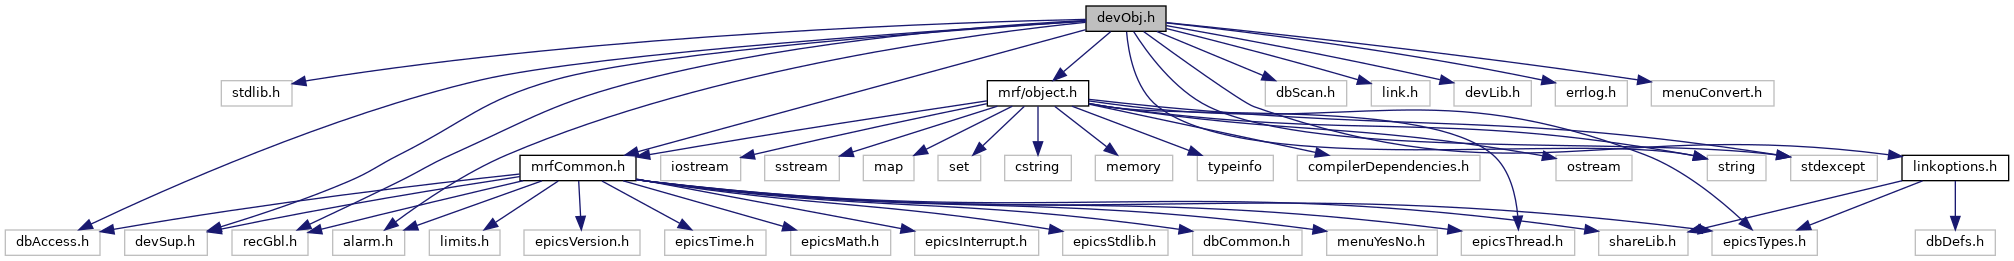 devObj.h
stdlib.h
mrf/object.h
dbScan.h
link.h
devLib.h
errlog.h
menuConvert.h
mrfCommon.h
iostream
sstream
map
set
cstring
memory
typeinfo
compilerDependencies.h
ostream
string
stdexcept
linkoptions.h
dbAccess.h
devSup.h
recGbl.h
alarm.h
limits.h
epicsVersion.h
epicsTime.h
epicsMath.h
epicsInterrupt.h
epicsStdlib.h
dbCommon.h
menuYesNo.h
epicsThread.h
shareLib.h
epicsTypes.h
dbDefs.h